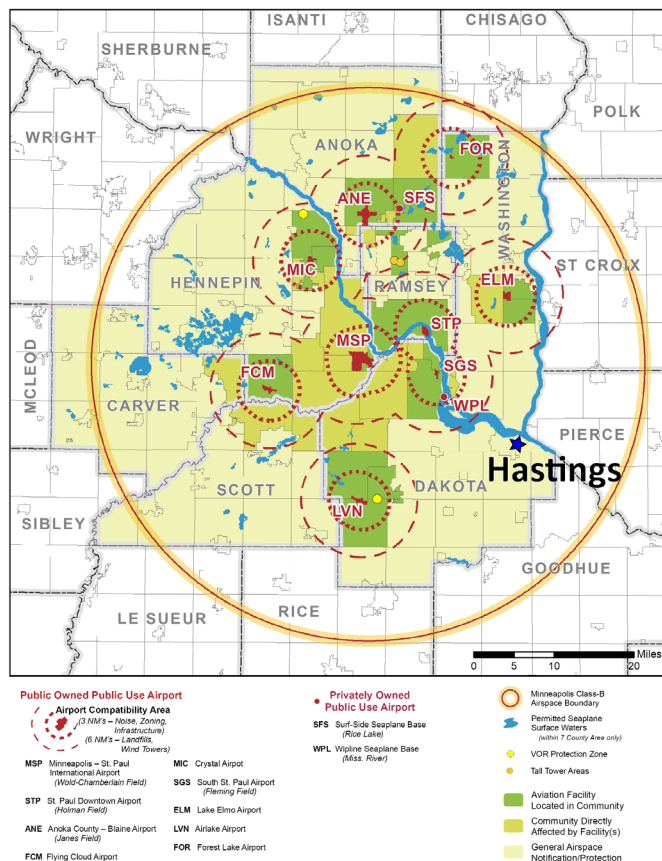 ISANTI
CHISAGO
SHERBURNE
POLK
WRIGHT
ANOKA
FOR
WASHINGTON
ANE
SFS
ST CROIX
MIC
HENNEPIN
RAMSEY
ELM
MSP
STP
MCLEOD
FCM
SGS
CARVER
WPL
PIERCE
Hastings
SCOTT
DAKOTA
LVN
SIBLEY
GOODHUE
LE SUEUR
RICE
Miles
0 5 10 20
Public Owned Public Use Airport
Airport Compatibility Area
(3 NM's – Noise, Zoning,
Infrastructure)
(6 NM's – Landfills,
Wind Towers)
MSP Minneapolis – St. Paul
International Airport
(Wold-Chamberlain Field)
STP St. Paul Downtown Airport
(Holman Field)
ANE Anoka County – Blaine Airport
(Janes Field)
FCM Flying Cloud Airport
MIC Crystal Airpot
SGS South St. Paul Airport
(Fleming Field)
ELM Lake Elmo Airport
LVN Airlake Airport
FOR Forest Lake Airport
Privately Owned
Public Use Airport
SFS Surf-Side Seaplane Base
(Rice Lake)
WPL Wipline Seaplane Base
(Miss. River)
Minneapolis Class-B
Airspace Boundary
Permitted Seaplane
Surface Waters
(within 7 County Area only)
VOR Protection Zone
Tall Tower Areas
Aviation Facility
Located in Community
Community Directly
Affected by Facility(s)
General Airspace
Notification/Protection